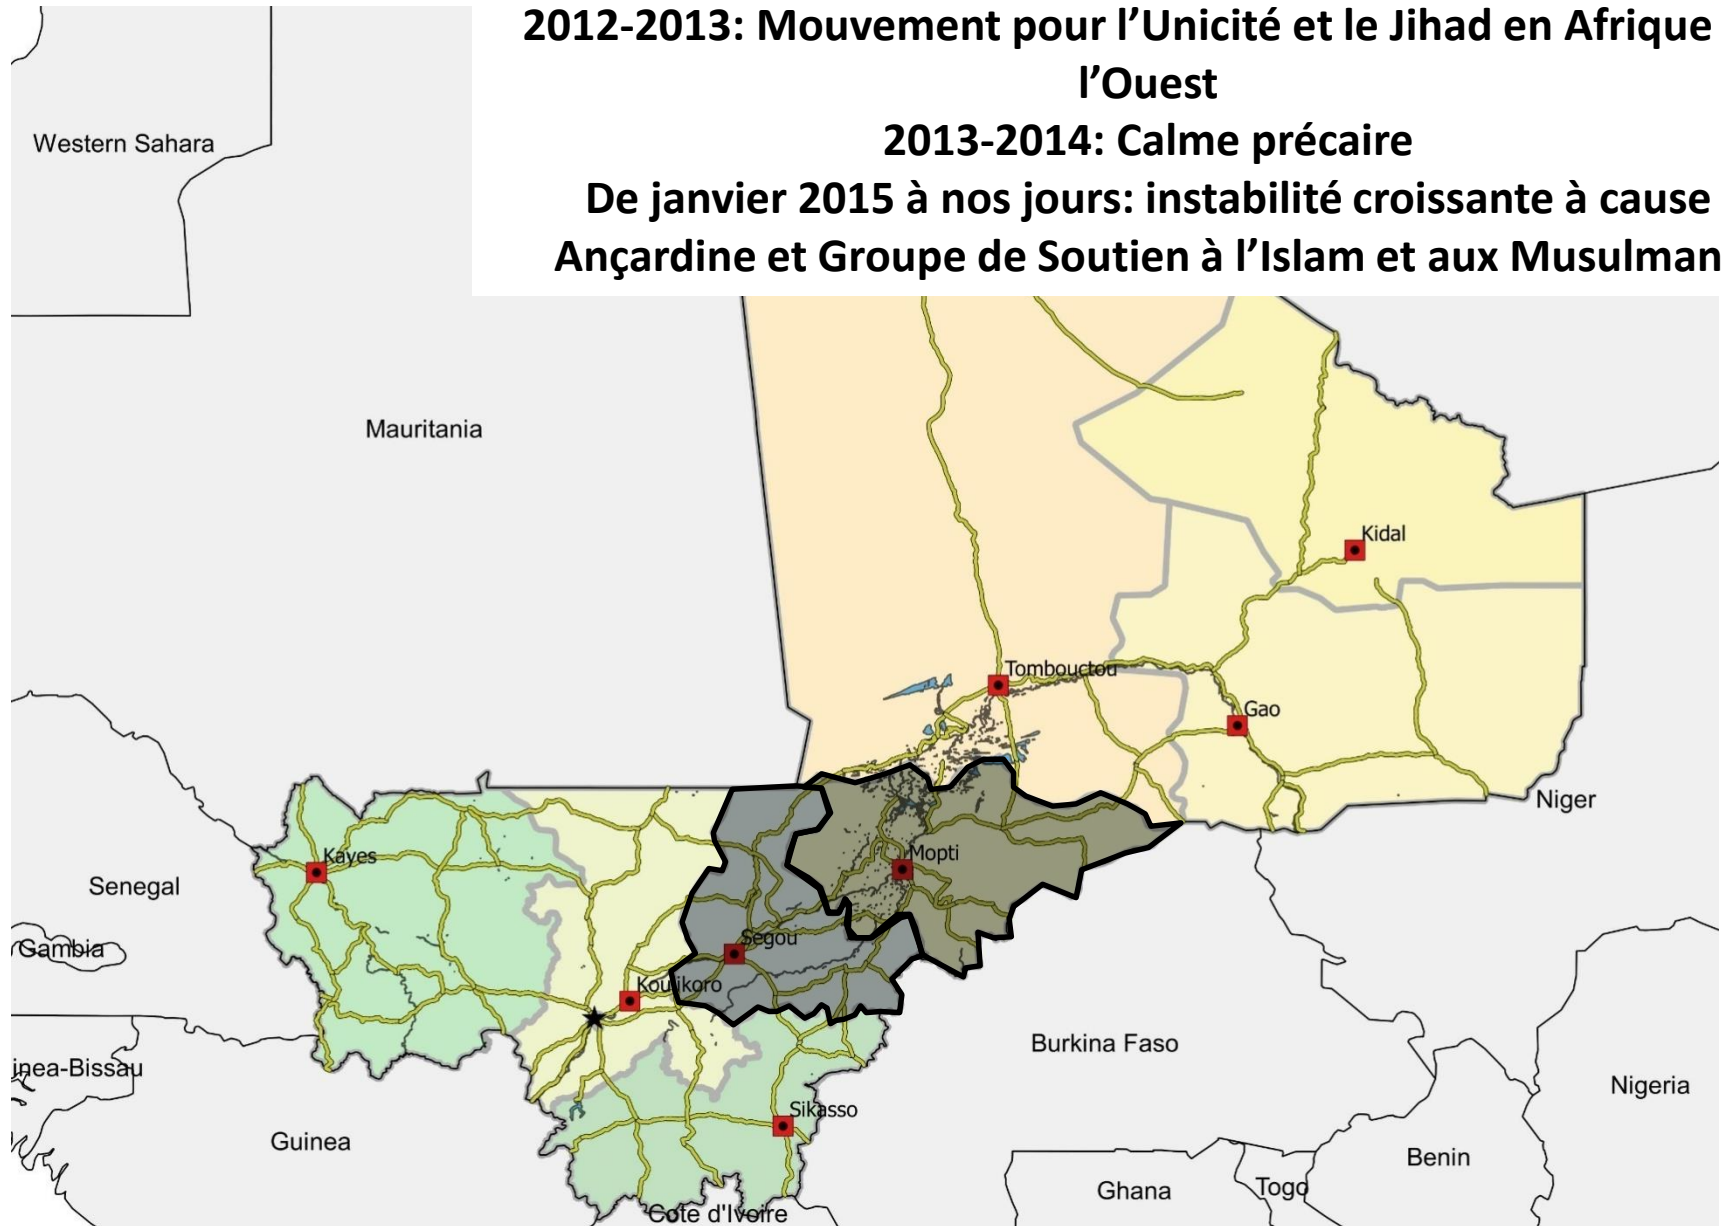 2012-2013: Mouvement pour l’Unicité et le Jihad en Afrique
l’Ouest
2013-2014: Calme précaire
De janvier 2015 à nos jours: instabilité croissante à cause
Ançardine et Groupe de Soutien à l’Islam et aux Musulman
Western Sahara
Mauritania
Kidal
Tombouctou
Gao
Niger
Kayes
Mopti
Senegal
Segou
Gambia
Koulikoro
Burkina Faso
inea-Bissau
Nigeria
Sikasso
Guinea
Benin
Ghana
Togo
Cote d'Ivoire